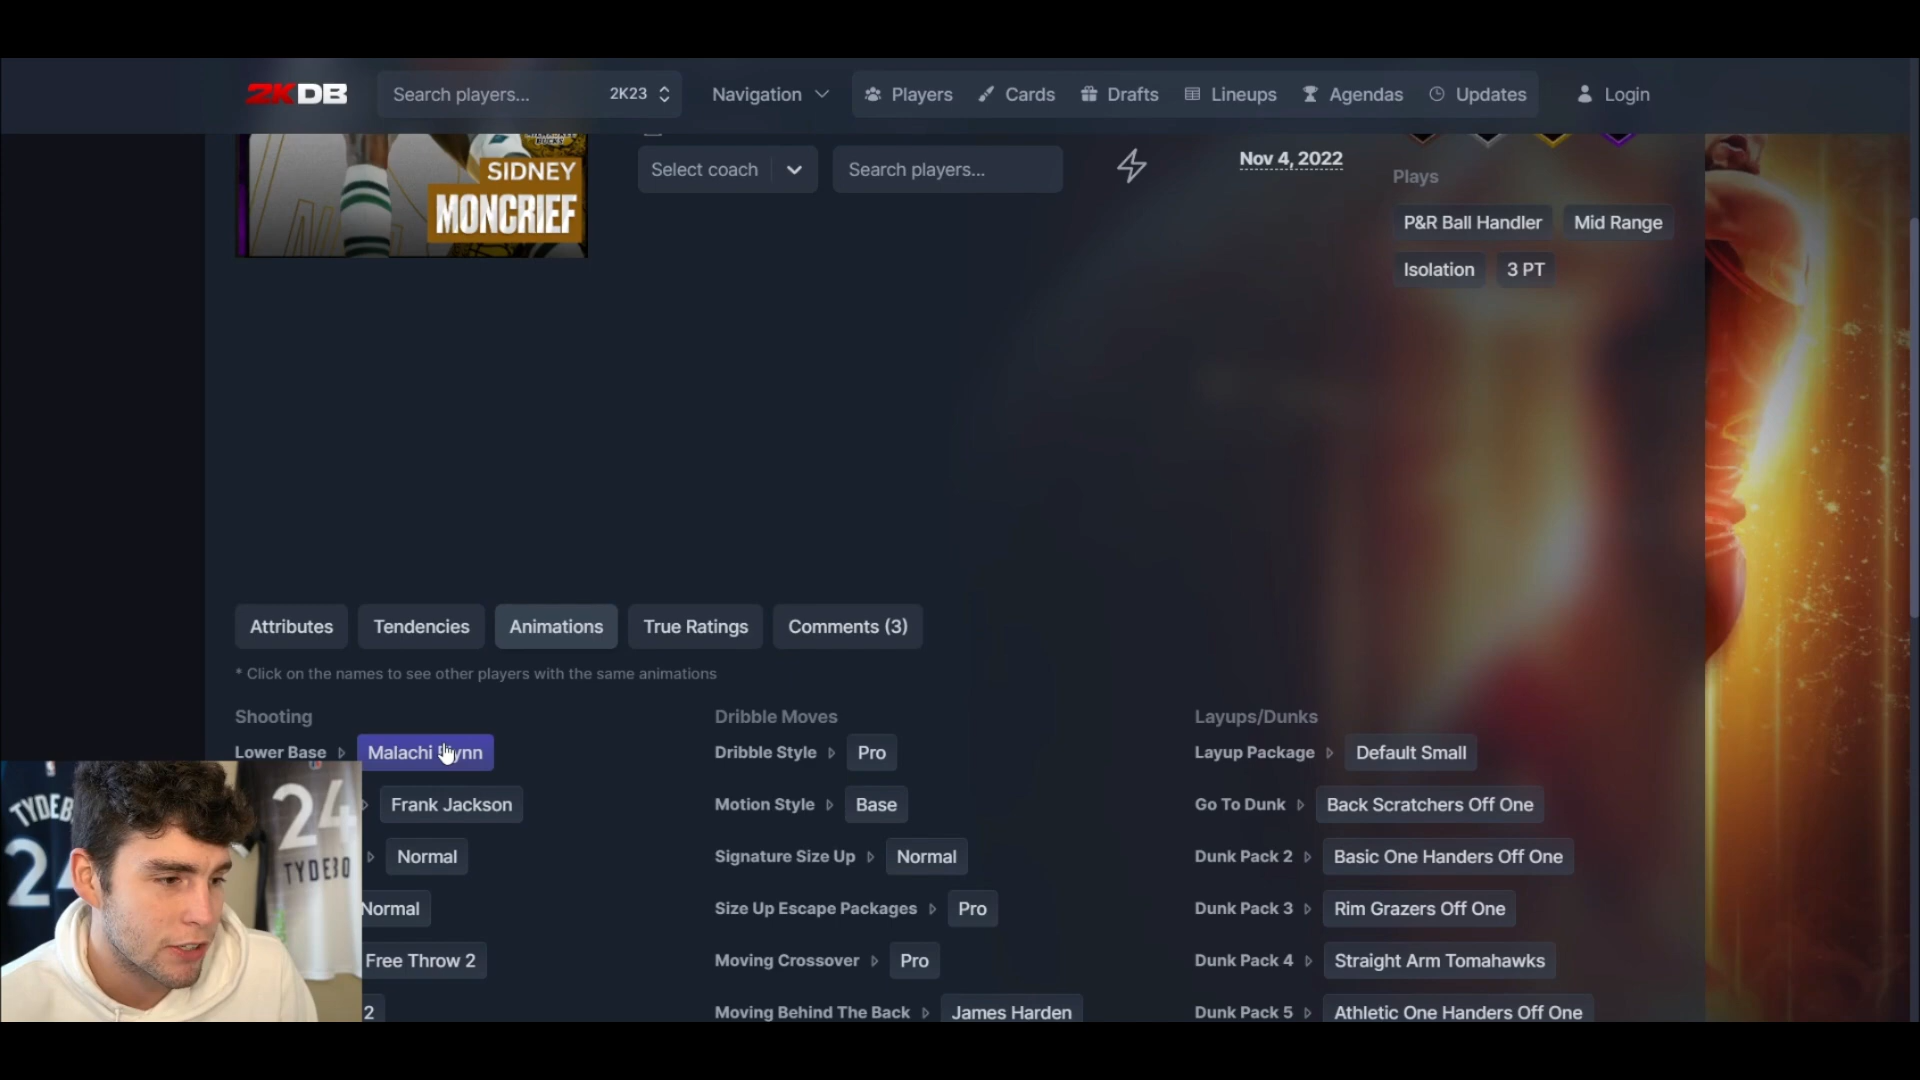 2KDB
Search players...
2K23
Navigation
Players
Cards
Drafts
Lineups
Agendas
Updates
Login
BUCKS
SIDNEY
MONCRIEF
Select coach
Search players...
Nov 4, 2022
Plays
P&R Ball Handler
Mid Range
Isolation
3 PT
Attributes
Tendencies
Animations
True Ratings
Comments (3)
* Click on the names to see other players with the same animations
Shooting
Lower Base
Malachi Flynn
Frank Jackson
Normal
Normal
Free Throw 2
2
Dribble Moves
Dribble Style
Pro
Motion Style
Base
Signature Size Up
Normal
Size Up Escape Packages
Pro
Moving Crossover
Pro
Moving Behind The Back
James Harden
Layups/Dunks
Layup Package
Default Small
Go To Dunk
Back Scratchers Off One
Dunk Pack 2
Basic One Handers Off One
Dunk Pack 3
Rim Grazers Off One
Dunk Pack 4
Straight Arm Tomahawks
Dunk Pack 5
Athletic One Handers Off One
TYDEB
24
24
TYDEBO